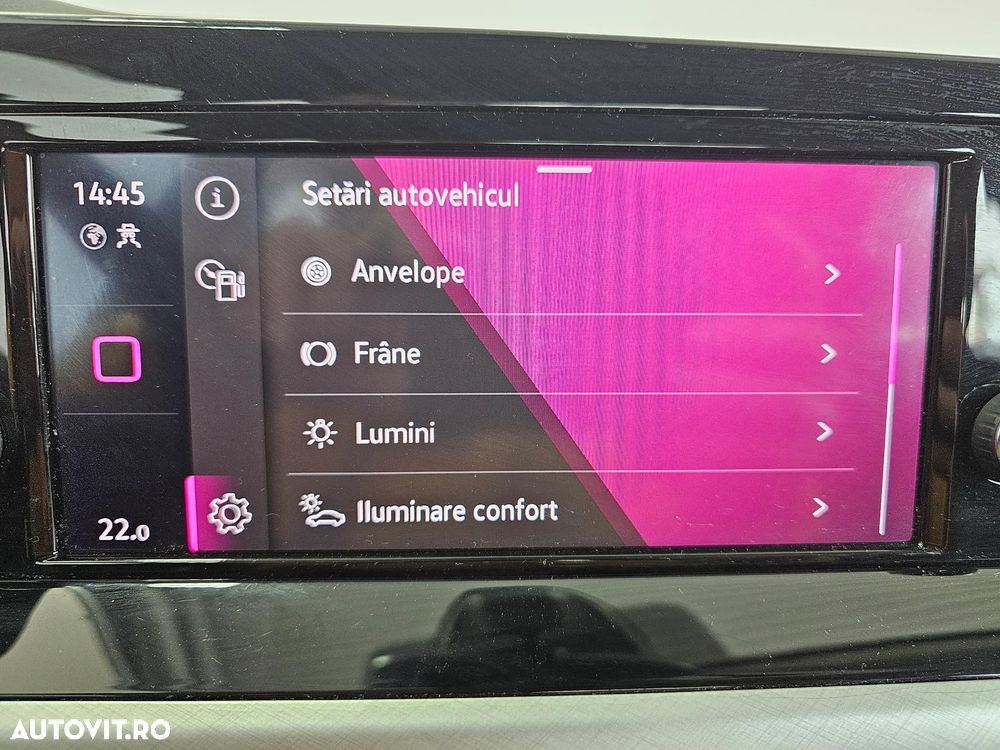 14:45
Setări autovehicul
Anvelope
Frâne
Lumini
Iluminare confort
22.0
AUTOVIT.RO